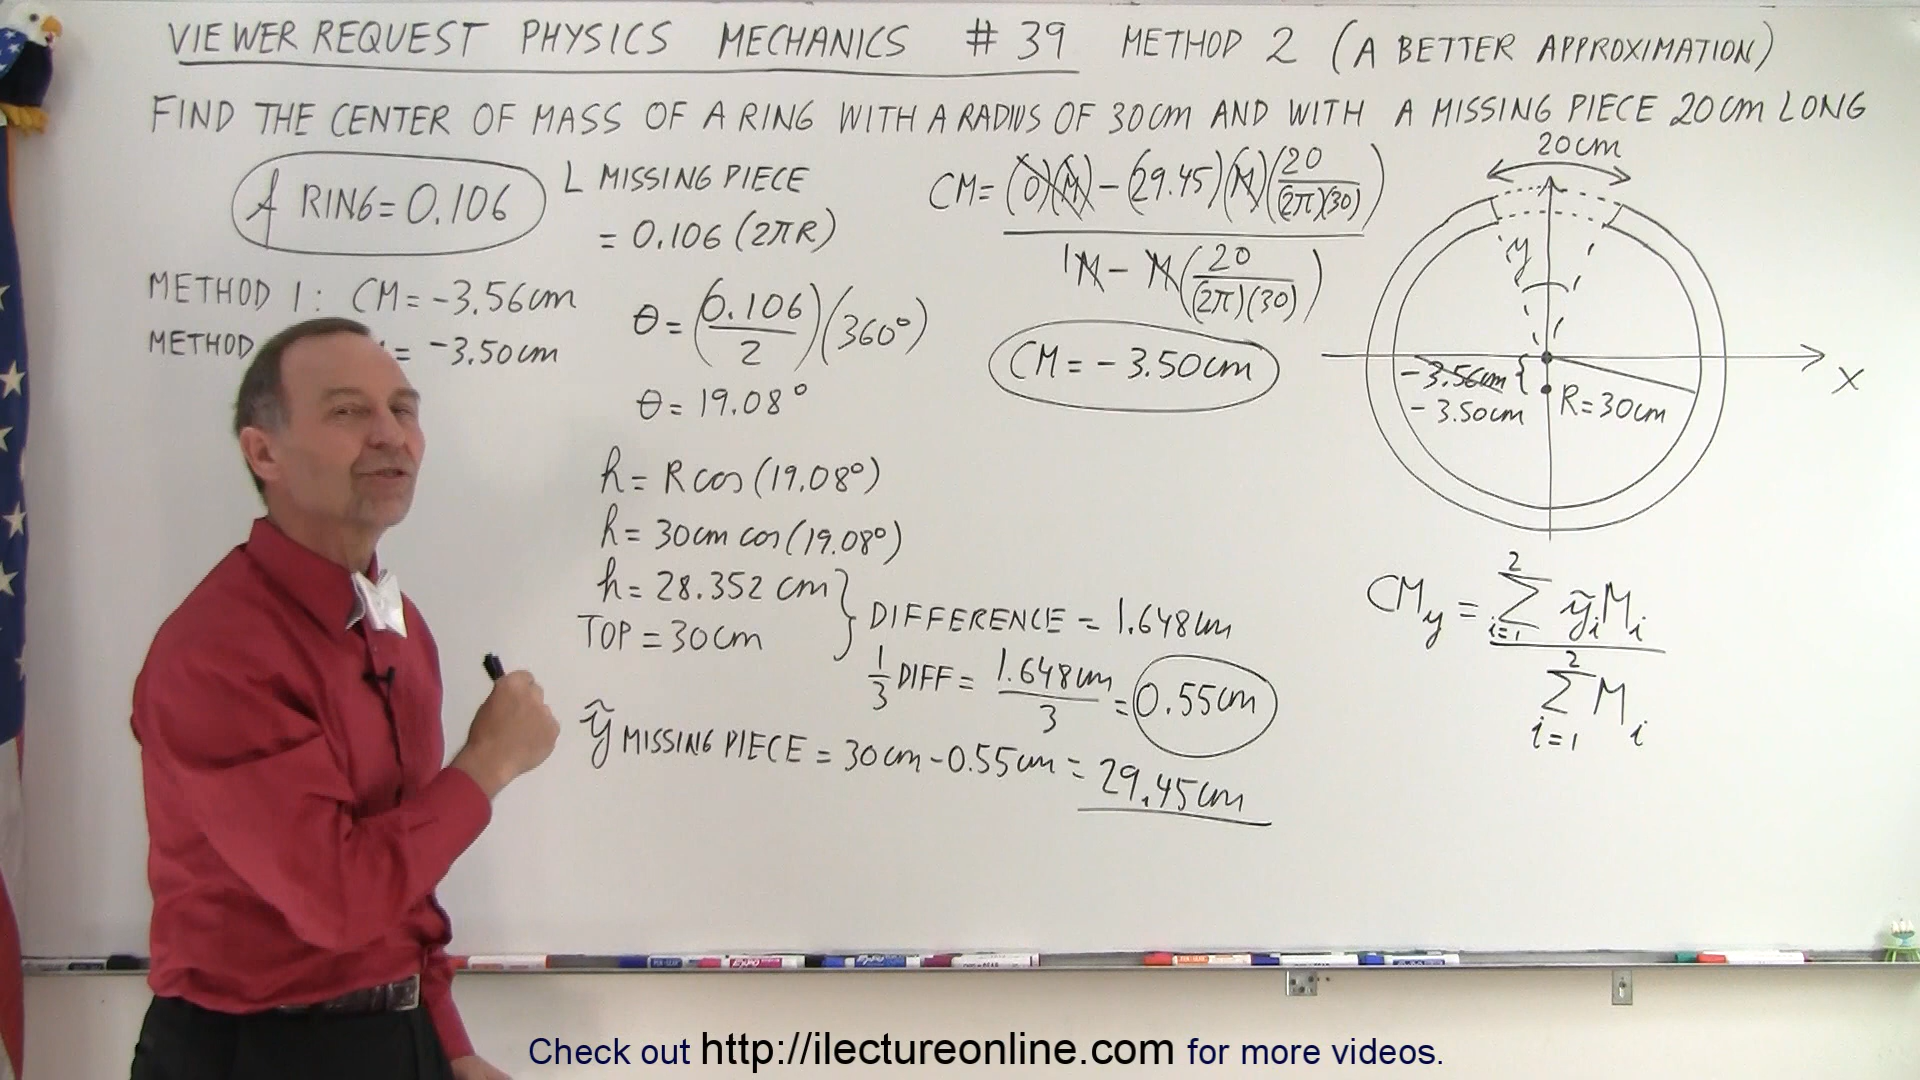 VIEWER REQUEST PHYSICS MECHANICS # 39 METHOD 2 (A BETTER APPROXIMATION)
FIND THE CENTER OF MASS OF A RING WITH A RADIUS OF 30cm AND WITH A MISSING PIECE 20cm LONG
f RING = 0.106
METHOD 1: CM = -3.56cm
METHOD = -3.50cm
L MISSING PIECE
= 0.106 (2πR)
θ = (0.106/2)(360°)
θ = 19.08°
h = R cos (19.08°)
h = 30cm cos (19.08°)
h = 28.352 cm
TOP = 30cm
} DIFFERENCE = 1.648cm
1/3 DIFF = 1.648cm/3 = 0.55cm
ỹ MISSING PIECE = 30cm - 0.55cm = 29.45cm
CM = (0)(M) - (29.45)(M)(20/(2π)(30))
1M - M(20/(2π)(30))
CM = -3.50cm
20cm
y
x
-3.56cm {
-3.50cm
R = 30cm
CMy = 2 Σ i=1 ỹi Mi
2 Σ i=1 Mi
Check out http://ilectureonline.com for more videos.